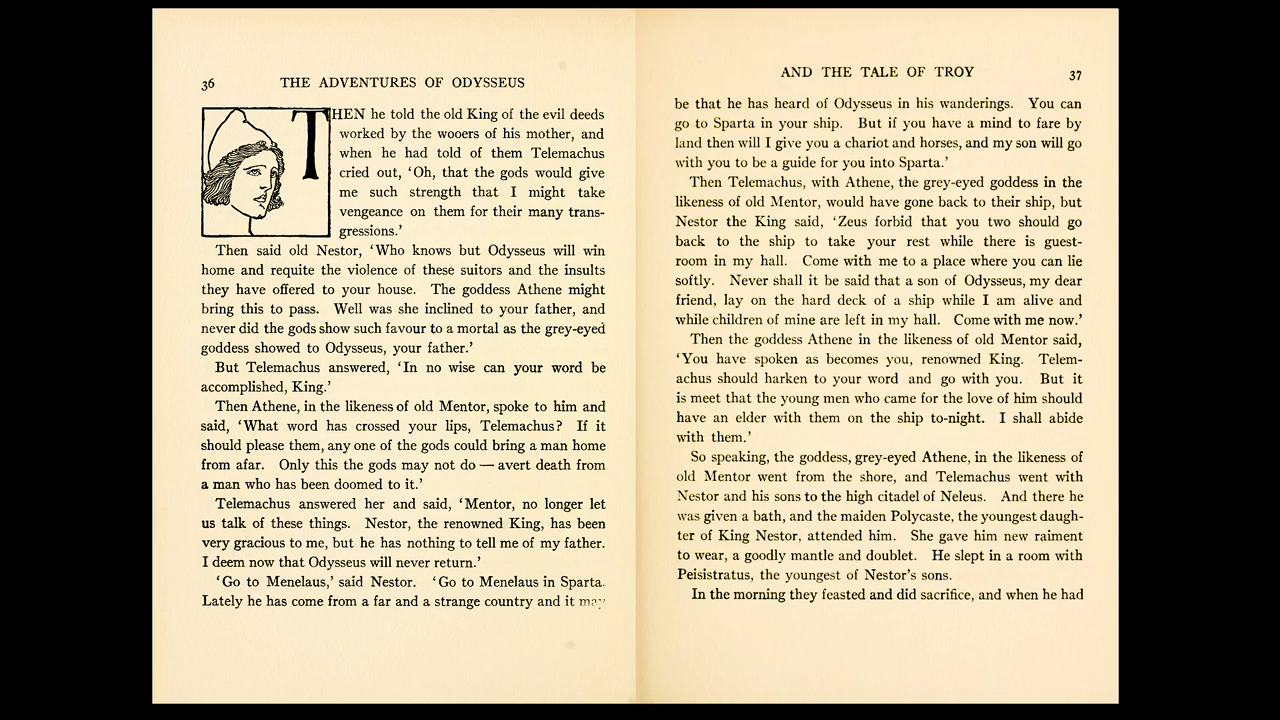 36
THE ADVENTURES OF ODYSSEUS
THEN he told the old King of the evil deeds
worked by the wooers of his mother, and
when he had told of them Telemachus
cried out, ‘Oh, that the gods would give
me such strength that I might take
vengeance on them for their many trans-
gressions.’
Then said old Nestor, ‘Who knows but Odysseus will win
home and requite the violence of these suitors and the insults
they have offered to your house. The goddess Athene might
bring this to pass. Well was she inclined to your father, and
never did the gods show such favour to a mortal as the grey-eyed
goddess showed to Odysseus, your father.’
But Telemachus answered, ‘In no wise can your word be
accomplished, King.’
Then Athene, in the likeness of old Mentor, spoke to him and
said, ‘What word has crossed your lips, Telemachus? If it
should please them, any one of the gods could bring a man home
from afar. Only this the gods may not do — avert death from
a man who has been doomed to it.’
Telemachus answered her and said, ‘Mentor, no longer let
us talk of these things. Nestor, the renowned King, has been
very gracious to me, but he has nothing to tell me of my father.
I deem now that Odysseus will never return.’
‘Go to Menelaus,’ said Nestor. ‘Go to Menelaus in Sparta.
Lately he has come from a far and a strange country and it may
AND THE TALE OF TROY
37
be that he has heard of Odysseus in his wanderings. You can
go to Sparta in your ship. But if you have a mind to fare by
land then will I give you a chariot and horses, and my son will go
with you to be a guide for you into Sparta.’
Then Telemachus, with Athene, the grey-eyed goddess in the
likeness of old Mentor, would have gone back to their ship, but
Nestor the King said, ‘Zeus forbid that you two should go
back to the ship to take your rest while there is guest-
room in my hall. Come with me to a place where you can lie
softly. Never shall it be said that a son of Odysseus, my dear
friend, lay on the hard deck of a ship while I am alive and
while children of mine are left in my hall. Come with me now.’
Then the goddess Athene in the likeness of old Mentor said,
‘You have spoken as becomes you, renowned King. Telem-
achus should harken to your word and go with you. But it
is meet that the young men who came for the love of him should
have an elder with them on the ship to-night. I shall abide
with them.’
So speaking, the goddess, grey-eyed Athene, in the likeness of
old Mentor went from the shore, and Telemachus went with
Nestor and his sons to the high citadel of Neleus. And there he
was given a bath, and the maiden Polycaste, the youngest daugh-
ter of King Nestor, attended him. She gave him new raiment
to wear, a goodly mantle and doublet. He slept in a room with
Peisistratus, the youngest of Nestor’s sons.
In the morning they feasted and did sacrifice, and when he had